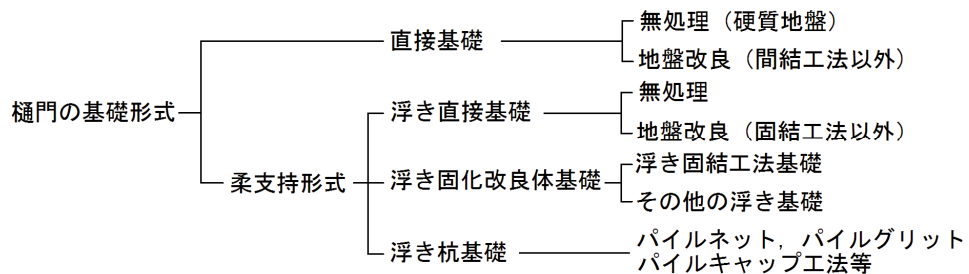 樋門の基礎形式
直接基礎
無処理（硬質地盤）
地盤改良（間結工法以外）
柔支持形式
浮き直接基礎
無処理
地盤改良（固結工法以外）
浮き固化改良体基礎
浮き固結工法基礎
その他の浮き基礎
浮き杭基礎
パイルネット，パイルグリット
パイルキャップ工法等